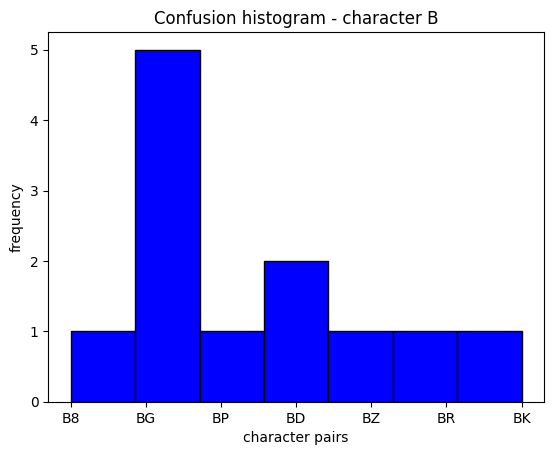 Confusion histogram - character B
5
4
3
2
1
0
frequency
B8 BG BP BD BZ BR BK
character pairs